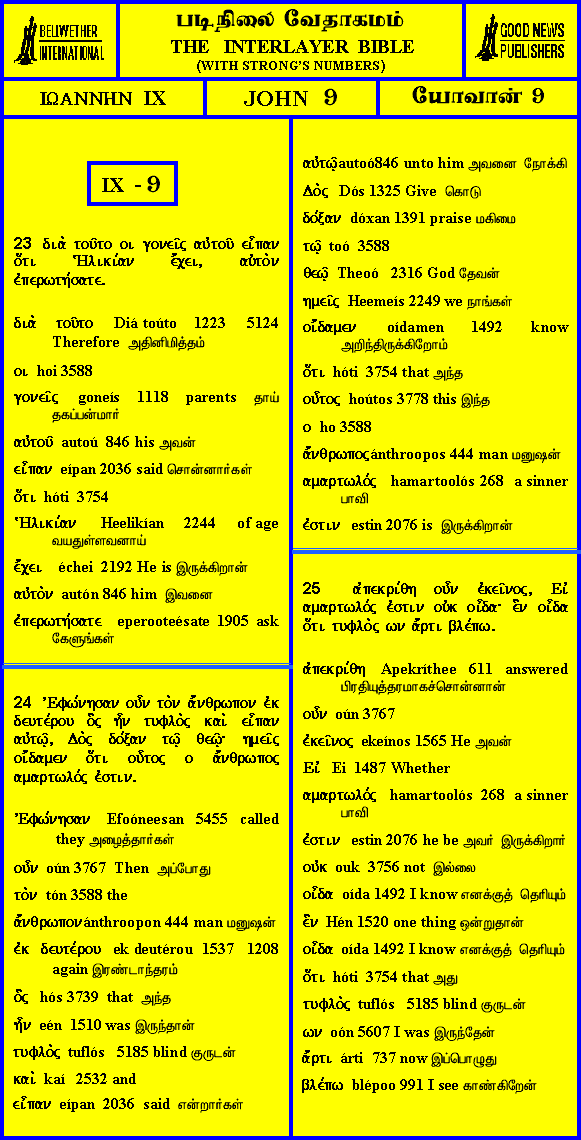 BELLWETHER
INTERNATIONAL
படிநிலை வேதாகமம்
THE INTERLAYER BIBLE
(WITH STRONG'S NUMBERS)
GOOD NEWS
PUBLISHERS
ΙΩΑΝΝΗΝ IX
JOHN 9
யோவான் 9
IX - 9
23 διὰ τοῦτο οι γονεῖς αὐτοῦ εἶπαν
ὅτι Ἡλικίαν ἔχει, αὐτὸν
ἐπερωτήσατε.
διὰ τοῦτο Diá toúto 1223 5124
Therefore அதினிமித்தம்
οι hoi 3588
γονεῖς goneís 1118 parents தாய்
தகப்பன்மார்
αὐτοῦ autoú 846 his அவன்
εἶπαν eípan 2036 said சொன்னார்கள்
ὅτι hóti 3754
Ἡλικίαν Heelikían 2244 of age
வயதுள்ளவனாய்
ἔχει échei 2192 He is இருக்கிறான்
αὐτὸν autón 846 him இவனை
ἐπερωτήσατε eperooteésate 1905 ask
கேளுங்கள்
24 Ἐφώνησαν οὖν τὸν ἄνθρωπον ἐκ
δευτέρου ὃς ἦν τυφλὸς καὶ εἶπαν
αὐτῷ, Δὸς δόξαν τῷ θεῷ· ημεῖς
οἴδαμεν ὅτι οὗτος ο ἄνθρωπος
αμαρτωλός ἐστιν.
Ἐφώνησαν Efoóneesan 5455 called
they அழைத்தார்கள்
οὖν oún 3767 Then அப்போது
τὸν tón 3588 the
ἄνθρωπον ánthroopon 444 man மனுஷன்
ἐκ δευτέρου ek deutérou 1537 1208
again இரண்டாந்தரம்
ὃς hós 3739 that அந்த
ἦν eén 1510 was இருந்தான்
τυφλὸς tuflós 5185 blind குருடன்
καὶ kaí 2532 and
εἶπαν eípan 2036 said என்றார்கள்
αὐτῷ autoó 846 unto him அவனை நோக்கி
Δὸς Dós 1325 Give கொடு
δόξαν dóxan 1391 praise மகிமை
τῷ toó 3588
θεῷ Theoó 2316 God தேவன்
ημεῖς Heemeís 2249 we நாங்கள்
οἴδαμεν oídamen 1492 know
அறிந்திருக்கிறோம்
ὅτι hóti 3754 that அந்த
οὗτος hoútos 3778 this இந்த
ο ho 3588
ἄνθρωπος ánthroopos 444 man மனுஷன்
αμαρτωλός hamartoolós 268 a sinner
பாவி
ἐστιν estin 2076 is இருக்கிறான்
25 ἀπεκρίθη οὖν ἐκεῖνος, Εἰ
αμαρτωλός ἐστιν οὐκ οἶδα· ἓν οἶδα
ὅτι τυφλὸς ων ἄρτι βλέπω.
ἀπεκρίθη Apekríthee 611 answered
பிரதியுத்தரமாகச்சொன்னான்
οὖν oún 3767
ἐκεῖνος ekeínos 1565 He அவன்
Εἰ Ei 1487 Whether
αμαρτωλός hamartoolós 268 a sinner
பாவி
ἐστιν estin 2076 he be அவர் இருக்கிறார்
οὐκ ouk 3756 not இல்லை
οἶδα oída 1492 I know எனக்குத் தெரியும்
ἓν Hén 1520 one thing ஒன்றுதான்
οἶδα oída 1492 I know எனக்குத் தெரியும்
ὅτι hóti 3754 that அது
τυφλὸς tuflós 5185 blind குருடன்
ων oón 5607 I was இருந்தேன்
ἄρτι árti 737 now இப்பொழுது
βλέπω blépoo 991 I see காண்கிறேன்